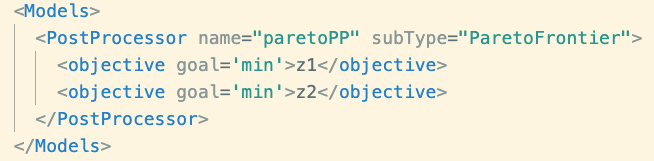 <Models>
<PostProcessor name="paretoPP" subType="ParetoFrontier">
<objective goal='min'>z1</objective>
<objective goal='min'>z2</objective>
</PostProcessor>
</Models>